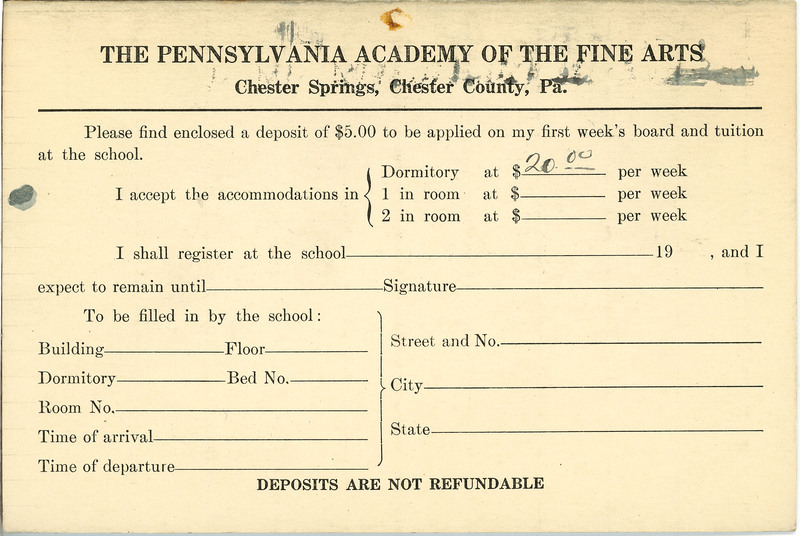 THE PENNSYLVANIA ACADEMY OF THE FINE ARTS
Chester Springs, Chester County, Pa.
Please find enclosed a deposit of $5.00 to be applied on my first week's board and tuition
at the school.
I accept the accommodations in
Dormitory at $20.00 per week
1 in room at $ per week
2 in room at $ per week
I shall register at the school 19 , and I
expect to remain until Signature
To be filled in by the school:
Building Floor
Dormitory Bed No.
Room No.
Time of arrival
Time of departure
Street and No.
City
State
DEPOSITS ARE NOT REFUNDABLE